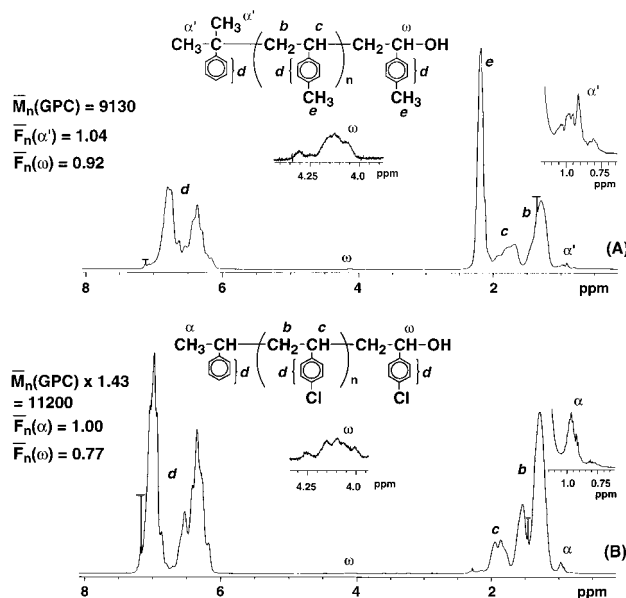 α'
CH₃ α'
CH₃—C—CH₂—CH—CH₂—CH—OH
b c ω
}d d{ }d
n
CH₃ CH₃
e e
M̅n(GPC) = 9130
F̅n(α') = 1.04
F̅n(ω) = 0.92
ω
4.25 4.0
ppm
e
α'
1.0 0.75
ppm
d
b
c
ω
α'
(A)
8 6 4 2 ppm
α b c ω
CH₃—CH—CH₂—CH—CH₂—CH—OH
}d d{ }d
n
Cl Cl
M̅n(GPC) x 1.43
= 11200
F̅n(α) = 1.00
F̅n(ω) = 0.77
ω
4.25 4.0
ppm
α
1.0 0.75
ppm
d
b
c
ω
α
(B)
8 6 4 2 ppm